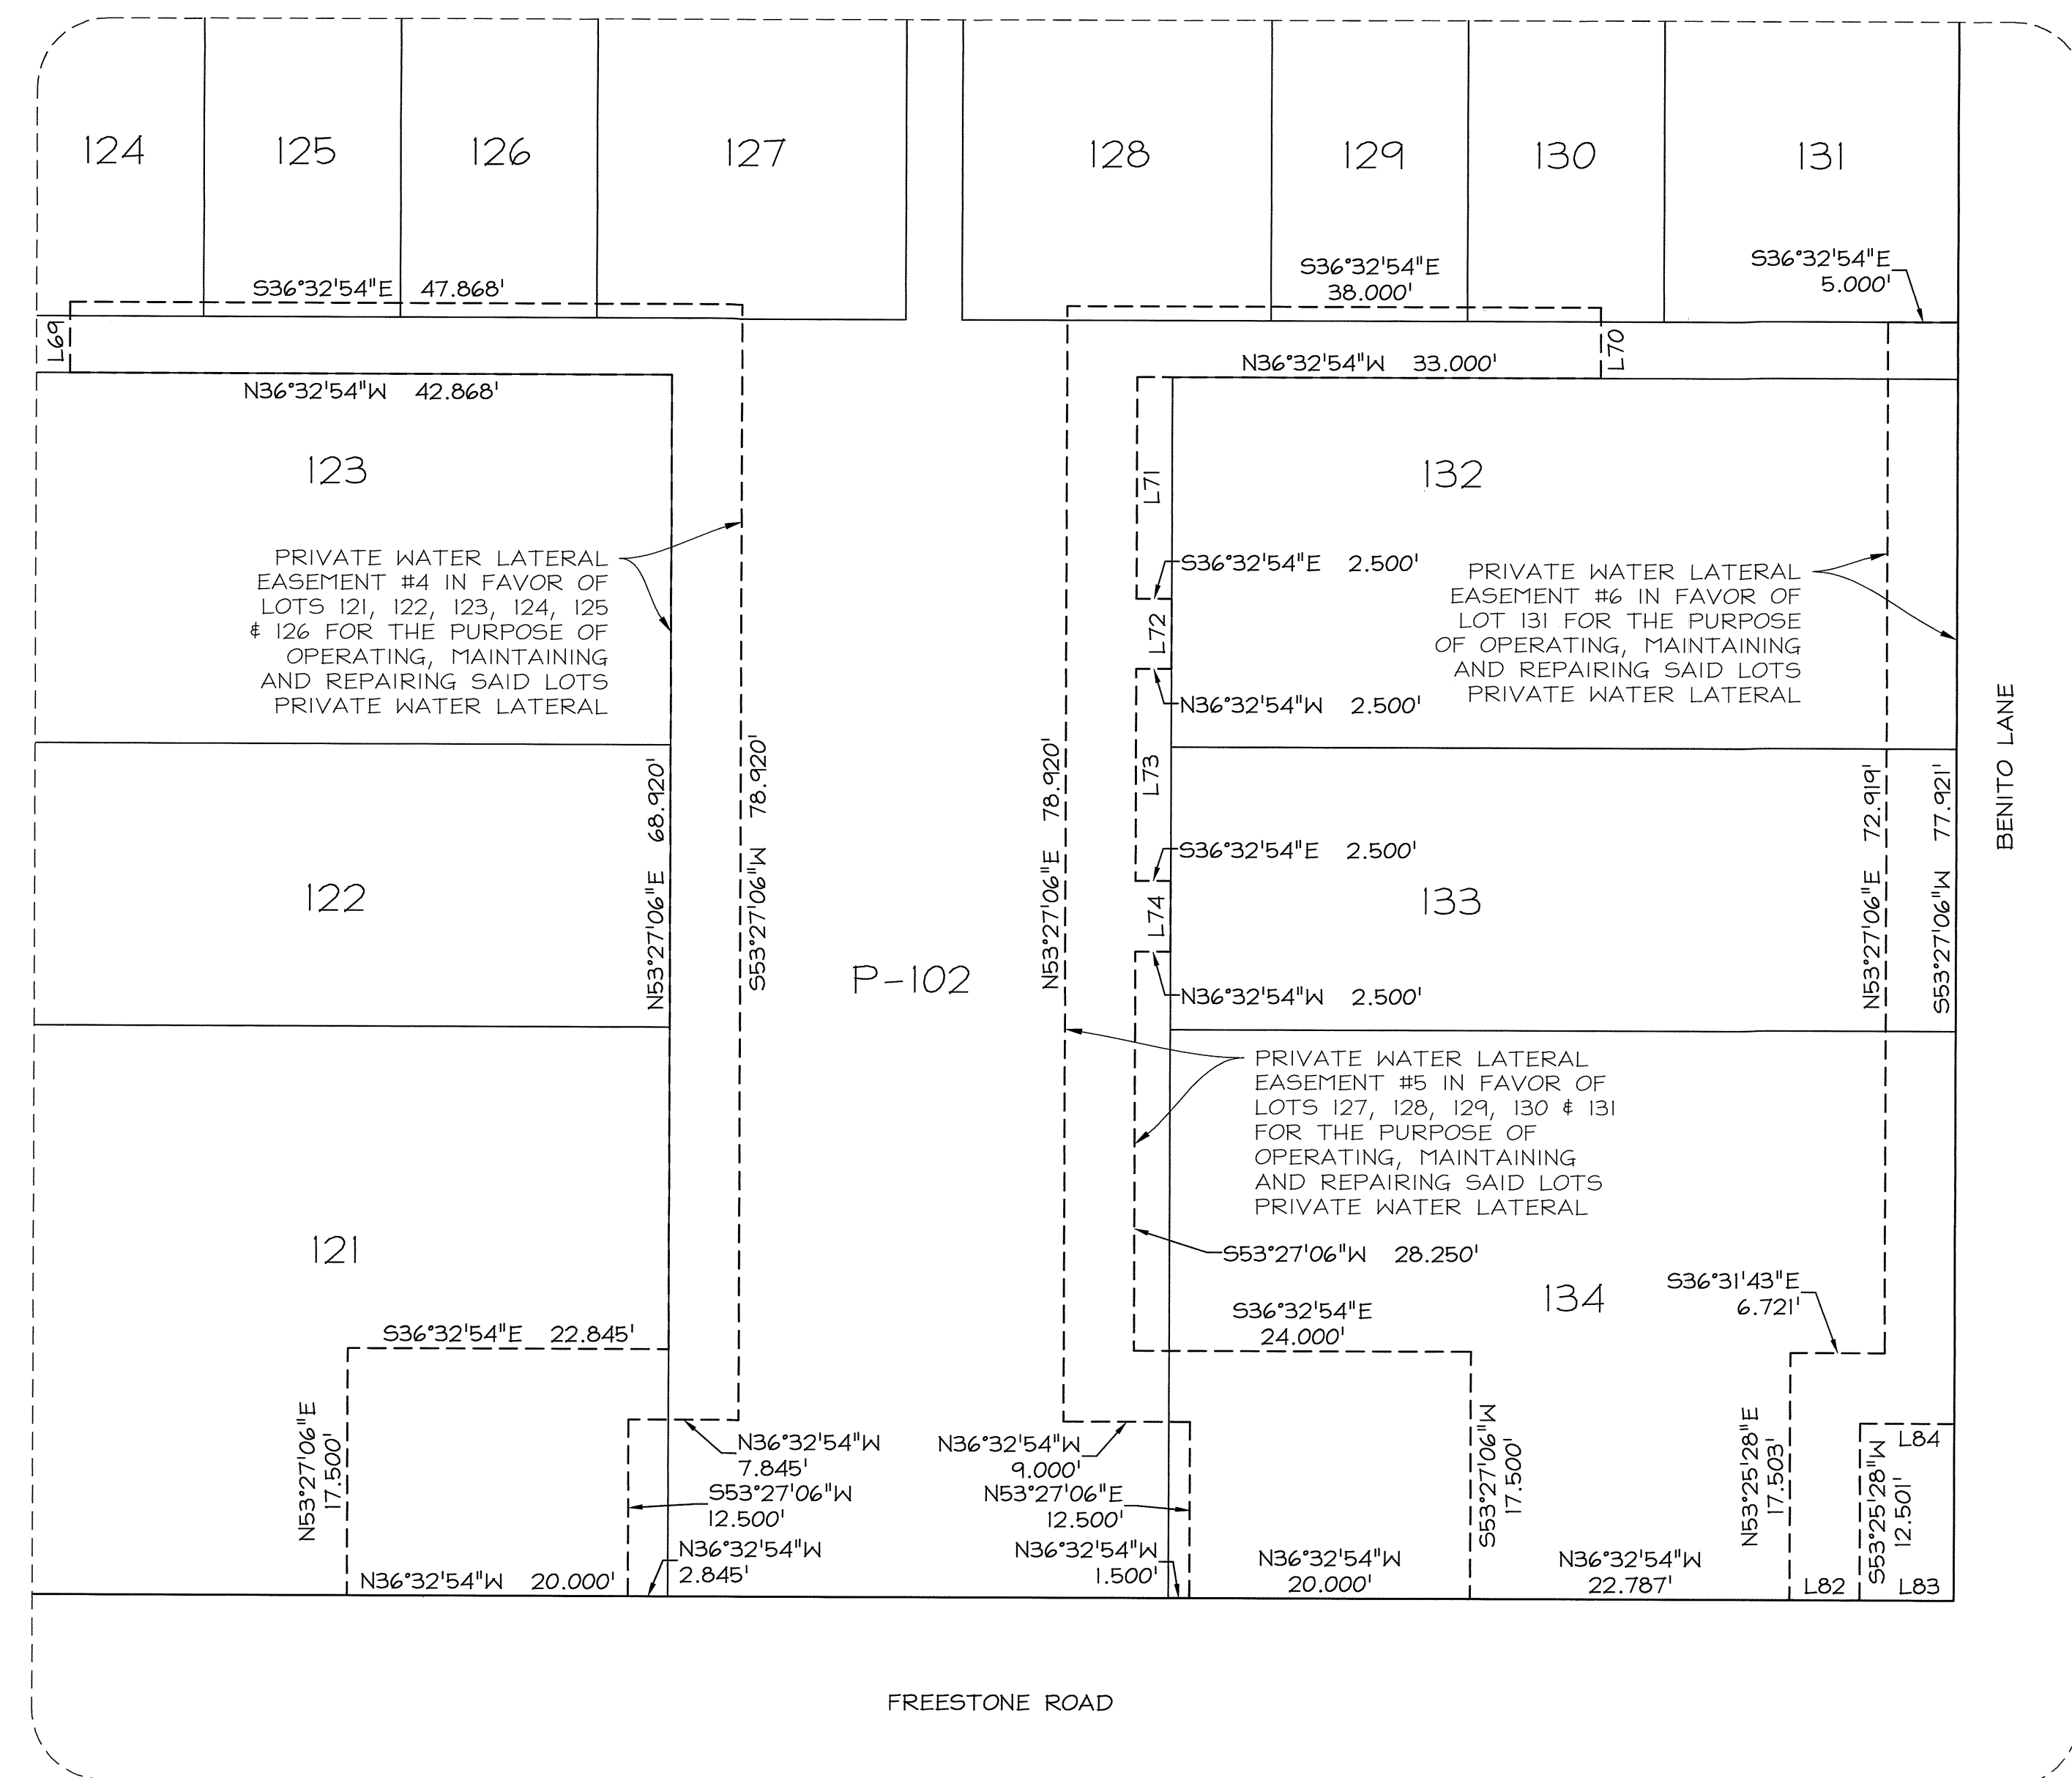 124
125
126
127
128
129
130
131
S36°32'54"E 47.868'
S36°32'54"E
38.000'
S36°32'54"E
5.000'
L69
L70
N36°32'54"W 42.868'
N36°32'54"W 33.000'
123
132
L71
PRIVATE WATER LATERAL
EASEMENT #4 IN FAVOR OF
LOTS 121, 122, 123, 124, 125
& 126 FOR THE PURPOSE OF
OPERATING, MAINTAINING
AND REPAIRING SAID LOTS
PRIVATE WATER LATERAL
S36°32'54"E 2.500'
L72
N36°32'54"W 2.500'
PRIVATE WATER LATERAL
EASEMENT #6 IN FAVOR OF
LOT 131 FOR THE PURPOSE
OF OPERATING, MAINTAINING
AND REPAIRING SAID LOTS
PRIVATE WATER LATERAL
BENITO LANE
N53°27'06"E 68.920'
S53°27'06"W 78.920'
N53°27'06"E 78.920'
L73
N53°27'06"E 72.919'
S53°27'06"W 77.921'
S36°32'54"E 2.500'
122
133
L74
P-102
N36°32'54"W 2.500'
PRIVATE WATER LATERAL
EASEMENT #5 IN FAVOR OF
LOTS 127, 128, 129, 130 & 131
FOR THE PURPOSE OF
OPERATING, MAINTAINING
AND REPAIRING SAID LOTS
PRIVATE WATER LATERAL
121
S53°27'06"W 28.250'
134
S36°31'43"E
6.721'
S36°32'54"E 22.845'
S36°32'54"E
24.000'
N53°27'06"E
17.500'
N36°32'54"W
7.845'
S53°27'06"W
12.500'
N36°32'54"W
2.845'
N36°32'54"W
9.000'
N53°27'06"E
12.500'
N36°32'54"W
1.500'
S53°27'06"W
17.500'
N53°25'28"E
17.503'
S53°25'28"W
12.501'
L84
N36°32'54"W 20.000'
N36°32'54"W
20.000'
N36°32'54"W
22.787'
L82
L83
FREESTONE ROAD